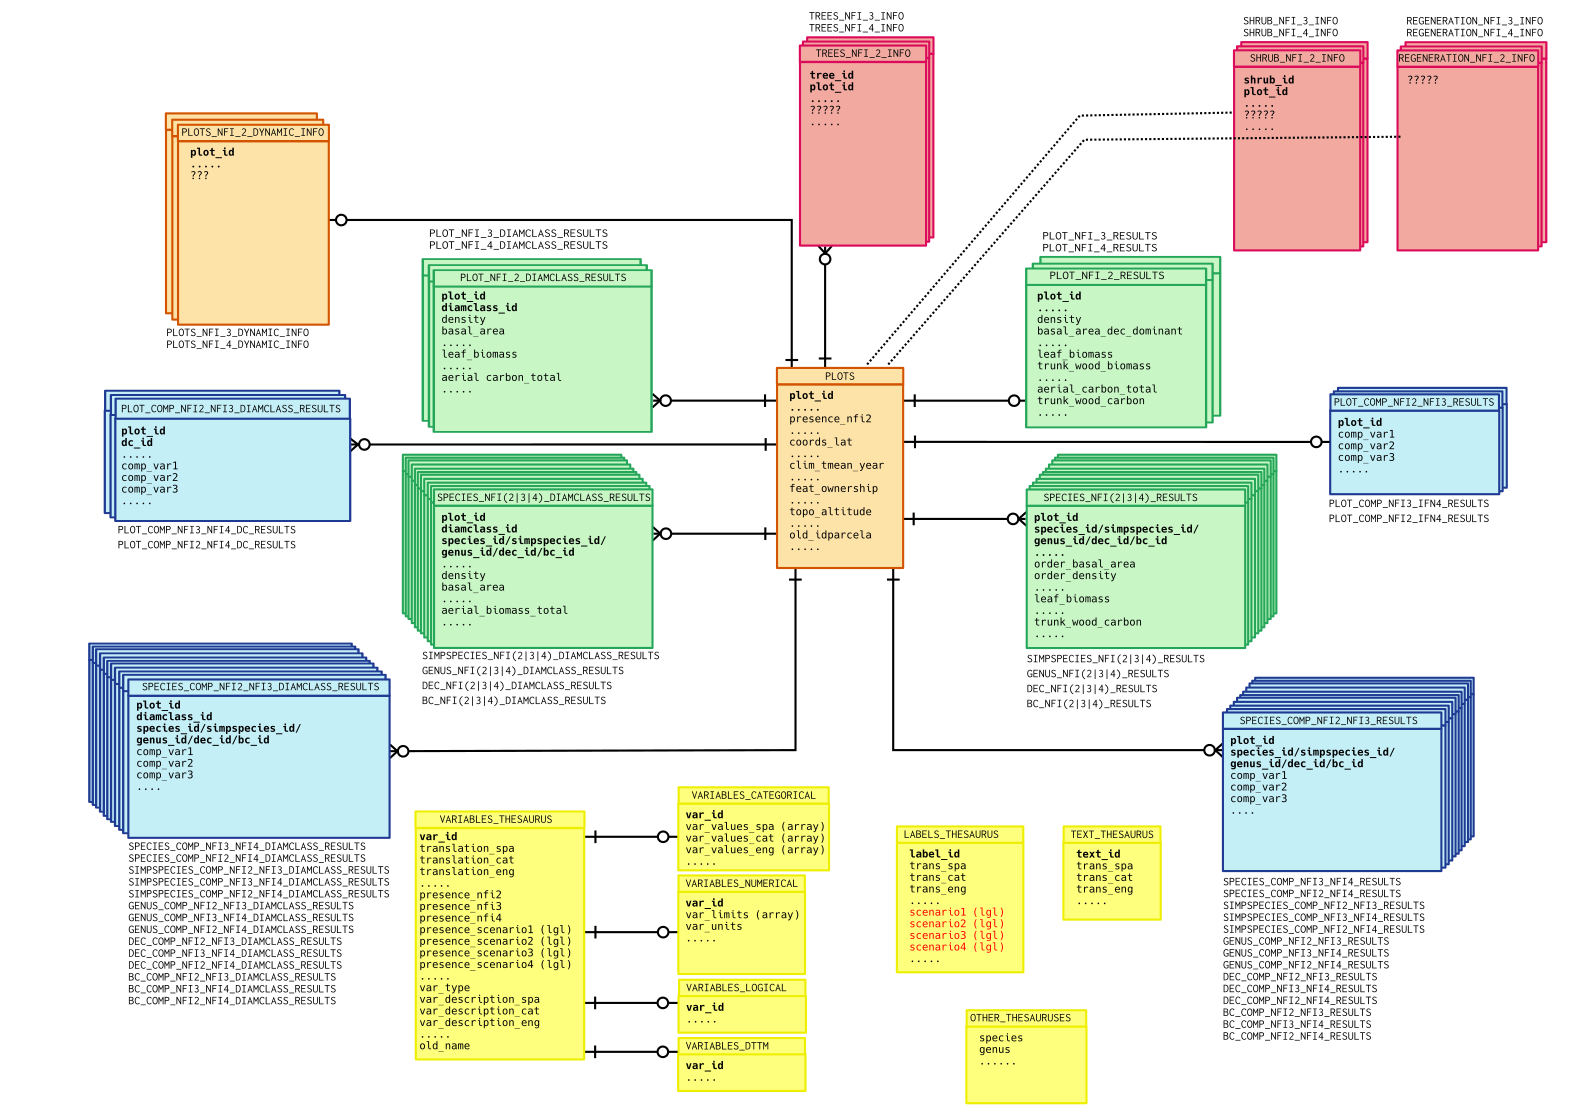 TREES_NFI_3_INFO
TREES_NFI_4_INFO
TREES_NFI_2_INFO
tree_id
plot_id
.....
?????
.....
SHRUB_NFI_3_INFO
SHRUB_NFI_4_INFO
SHRUB_NFI_2_INFO
shrub_id
plot_id
.....
?????
.....
REGENERATION_NFI_3_INFO
REGENERATION_NFI_4_INFO
REGENERATION_NFI_2_INFO
?????
PLOTS_NFI_2_DYNAMIC_INFO
plot_id
.....
???
PLOTS_NFI_3_DYNAMIC_INFO
PLOTS_NFI_4_DYNAMIC_INFO
PLOT_NFI_3_DIAMCLASS_RESULTS
PLOT_NFI_4_DIAMCLASS_RESULTS
PLOT_NFI_2_DIAMCLASS_RESULTS
plot_id
diamclass_id
density
basal_area
.....
leaf_biomass
.....
aerial carbon_total
.....
PLOT_NFI_3_RESULTS
PLOT_NFI_4_RESULTS
PLOT_NFI_2_RESULTS
plot_id
.....
density
basal_area_dec_dominant
.....
leaf_biomass
trunk_wood_biomass
.....
aerial_carbon_total
trunk_wood_carbon
.....
PLOTS
plot_id
.....
presence_nfi2
.....
coords_lat
.....
clim_tmean_year
.....
feat_ownership
.....
topo_altitude
.....
old_idparcela
.....
PLOT_COMP_NFI2_NFI3_DIAMCLASS_RESULTS
plot_id
dc_id
.....
comp_var1
comp_var2
comp_var3
.....
PLOT_COMP_NFI3_NFI4_DC_RESULTS
PLOT_COMP_NFI2_NFI4_DC_RESULTS
PLOT_COMP_NFI2_NFI3_RESULTS
plot_id
comp_var1
comp_var2
comp_var3
.....
PLOT_COMP_NFI3_IFN4_RESULTS
PLOT_COMP_NFI2_IFN4_RESULTS
SPECIES_NFI(2|3|4)_DIAMCLASS_RESULTS
plot_id
diamclass_id
species_id/simpspecies_id/
genus_id/dec_id/bc_id
.....
density
basal_area
.....
aerial_biomass_total
.....
SIMPSPECIES_NFI(2|3|4)_DIAMCLASS_RESULTS
GENUS_NFI(2|3|4)_DIAMCLASS_RESULTS
DEC_NFI(2|3|4)_DIAMCLASS_RESULTS
BC_NFI(2|3|4)_DIAMCLASS_RESULTS
SPECIES_NFI(2|3|4)_RESULTS
plot_id
species_id/simpspecies_id/
genus_id/dec_id/bc_id
.....
order_basal_area
order_density
.....
leaf_biomass
.....
trunk_wood_carbon
.....
SIMPSPECIES_NFI(2|3|4)_RESULTS
GENUS_NFI(2|3|4)_RESULTS
DEC_NFI(2|3|4)_RESULTS
BC_NFI(2|3|4)_RESULTS
SPECIES_COMP_NFI2_NFI3_DIAMCLASS_RESULTS
plot_id
diamclass_id
species_id/simpspecies_id/
genus_id/dec_id/bc_id
comp_var1
comp_var2
comp_var3
....
SPECIES_COMP_NFI3_NFI4_DIAMCLASS_RESULTS
SPECIES_COMP_NFI2_NFI4_DIAMCLASS_RESULTS
SIMPSPECIES_COMP_NFI2_NFI3_DIAMCLASS_RESULTS
SIMPSPECIES_COMP_NFI3_NFI4_DIAMCLASS_RESULTS
SIMPSPECIES_COMP_NFI2_NFI4_DIAMCLASS_RESULTS
GENUS_COMP_NFI2_NFI3_DIAMCLASS_RESULTS
GENUS_COMP_NFI3_NFI4_DIAMCLASS_RESULTS
GENUS_COMP_NFI2_NFI4_DIAMCLASS_RESULTS
DEC_COMP_NFI2_NFI3_DIAMCLASS_RESULTS
DEC_COMP_NFI3_NFI4_DIAMCLASS_RESULTS
DEC_COMP_NFI2_NFI4_DIAMCLASS_RESULTS
BC_COMP_NFI2_NFI3_DIAMCLASS_RESULTS
BC_COMP_NFI3_NFI4_DIAMCLASS_RESULTS
BC_COMP_NFI2_NFI4_DIAMCLASS_RESULTS
SPECIES_COMP_NFI2_NFI3_RESULTS
plot_id
species_id/simpspecies_id/
genus_id/dec_id/bc_id
comp_var1
comp_var2
comp_var3
....
SPECIES_COMP_NFI3_NFI4_RESULTS
SPECIES_COMP_NFI2_NFI4_RESULTS
SIMPSPECIES_COMP_NFI2_NFI3_RESULTS
SIMPSPECIES_COMP_NFI3_NFI4_RESULTS
SIMPSPECIES_COMP_NFI2_NFI4_RESULTS
GENUS_COMP_NFI2_NFI3_RESULTS
GENUS_COMP_NFI3_NFI4_RESULTS
GENUS_COMP_NFI2_NFI4_RESULTS
DEC_COMP_NFI2_NFI3_RESULTS
DEC_COMP_NFI3_NFI4_RESULTS
DEC_COMP_NFI2_NFI4_RESULTS
BC_COMP_NFI2_NFI3_RESULTS
BC_COMP_NFI3_NFI4_RESULTS
BC_COMP_NFI2_NFI4_RESULTS
VARIABLES_THESAURUS
var_id
translation_spa
translation_cat
translation_eng
.....
presence_nfi2
presence_nfi3
presence_nfi4
presence_scenario1 (lgl)
presence_scenario2 (lgl)
presence_scenario3 (lgl)
presence_scenario4 (lgl)
.....
var_type
var_description_spa
var_description_cat
var_description_eng
.....
old_name
VARIABLES_CATEGORICAL
var_id
var_values_spa (array)
var_values_cat (array)
var_values_eng (array)
.....
VARIABLES_NUMERICAL
var_id
var_limits (array)
var_units
.....
VARIABLES_LOGICAL
var_id
.....
VARIABLES_DTTM
var_id
.....
LABELS_THESAURUS
label_id
trans_spa
trans_cat
trans_eng
.....
scenario1 (lgl)
scenario2 (lgl)
scenario3 (lgl)
scenario4 (lgl)
.....
TEXT_THESAURUS
text_id
trans_spa
trans_cat
trans_eng
.....
OTHER_THESAURUSES
species
genus
......